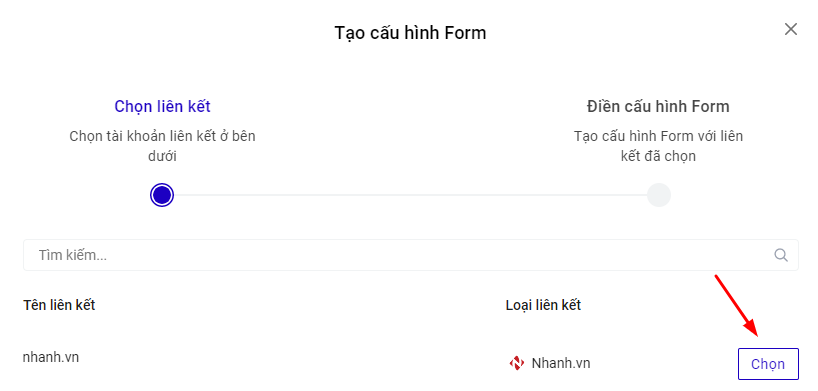 Tạo cấu hình Form
Chọn liên kết
Chọn tài khoản liên kết ở bên
dưới
Điền cấu hình Form
Tạo cấu hình Form với liên
kết đã chọn
Tìm kiếm...
Tên liên kết
Loại liên kết
nhanh.vn
Nhanh.vn
Chọn